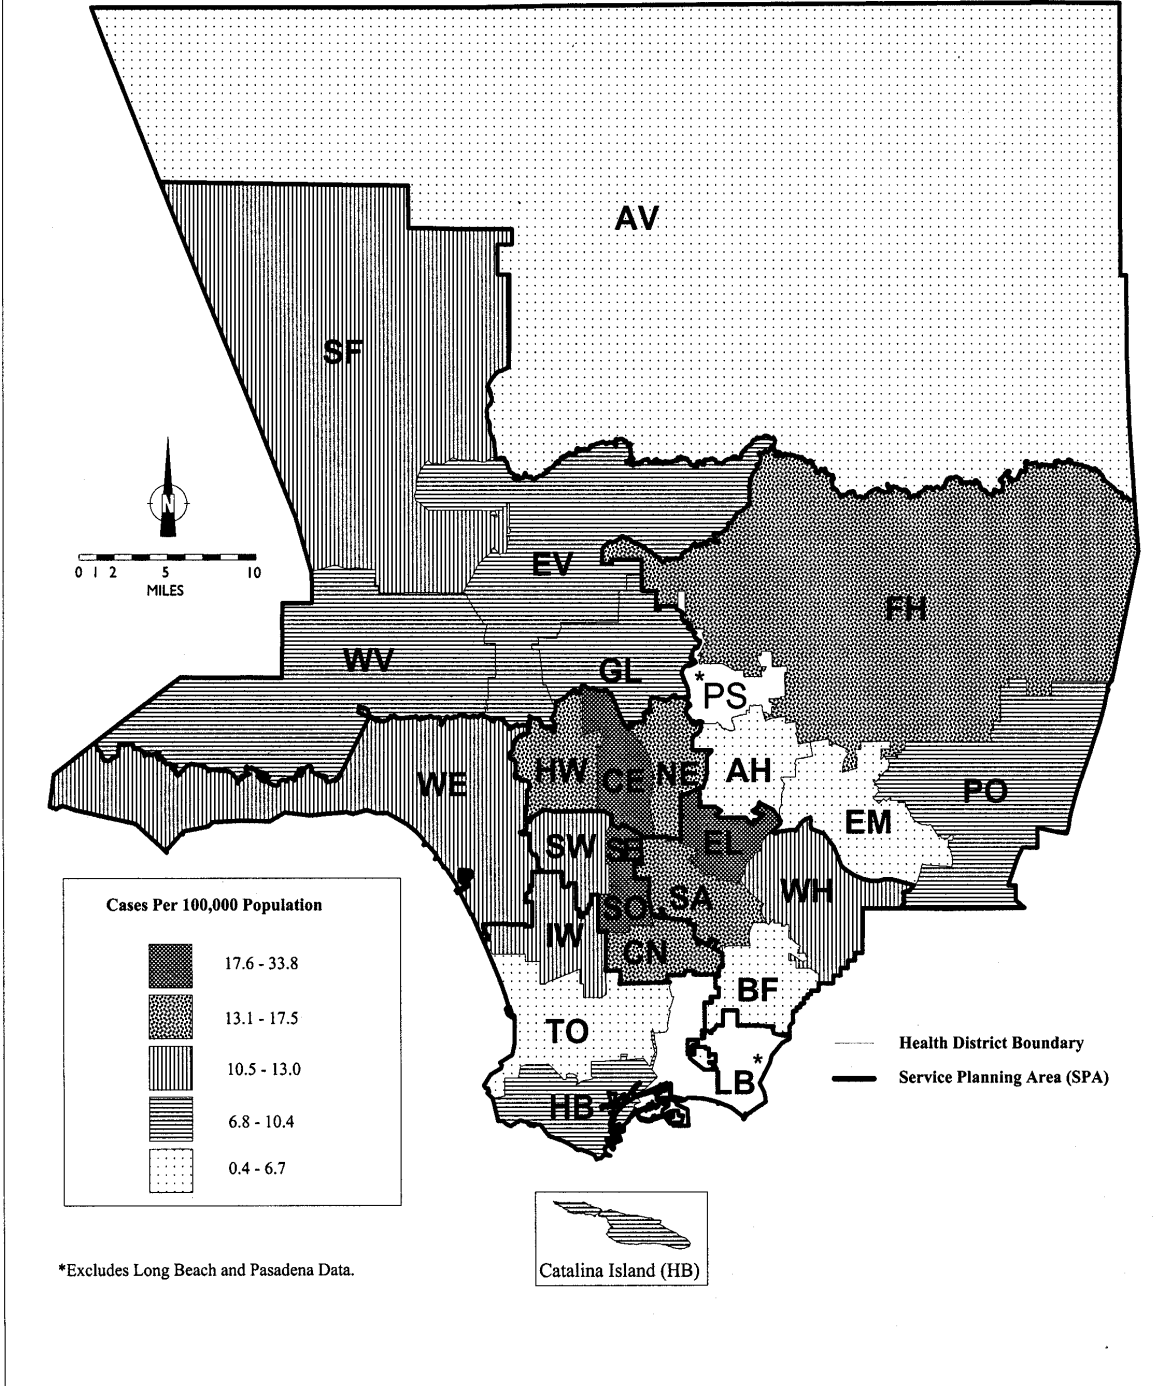 AV
SF
N
0 1 2 5 10
MILES
EV
FH
WV
GL
*PS
WE
HW
CE
NE
AH
PO
EM
SW
SE
EL
WH
SO
SA
IW
CN
BF
TO
*
LB
HB
Cases Per 100,000 Population
17.6 - 33.8
13.1 - 17.5
10.5 - 13.0
6.8 - 10.4
0.4 - 6.7
Health District Boundary
Service Planning Area (SPA)
*Excludes Long Beach and Pasadena Data.
Catalina Island (HB)